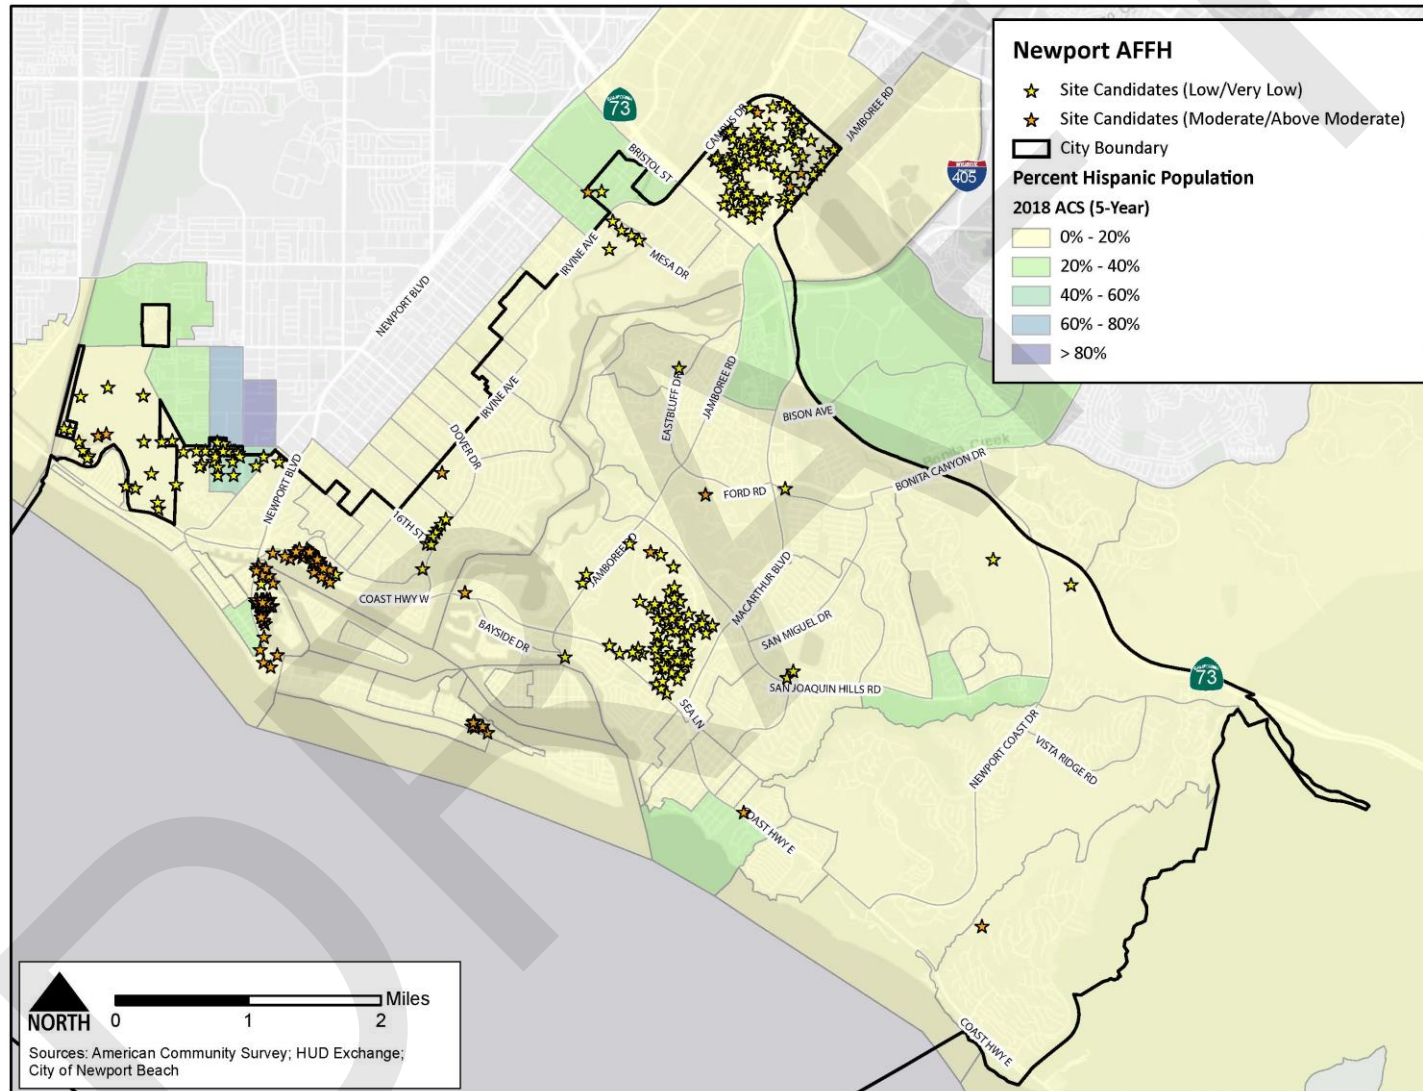 Newport AFFH
Site Candidates (Low/Very Low)
Site Candidates (Moderate/Above Moderate)
City Boundary
Percent Hispanic Population
2018 ACS (5-Year)
0% - 20%
20% - 40%
40% - 60%
60% - 80%
> 80%
73
CAMPUS DR
JAMBOREE RD
BRISTOL ST
405
IRVINE AVE
MESA DR
NEWPORT BLVD
EASTBLUFF DR
JAMBOREE RD
BISON AVE
IRVINE AVE
DOVER DR
Bonita Creek
BONITA CANYON DR
NEWPORT BLVD
FORD RD
16TH ST
JAMBOREE RD
MACARTHUR BLVD
COAST HWY W
BAYSIDE DR
SAN MIGUEL DR
SAN JOAQUIN HILLS RD
73
SEA LN
NEWPORT COAST DR
VISTA RIDGE RD
COAST HWY E
COAST HWY E
NORTH
0 1 2 Miles
Sources: American Community Survey; HUD Exchange;
City of Newport Beach
DRAFT